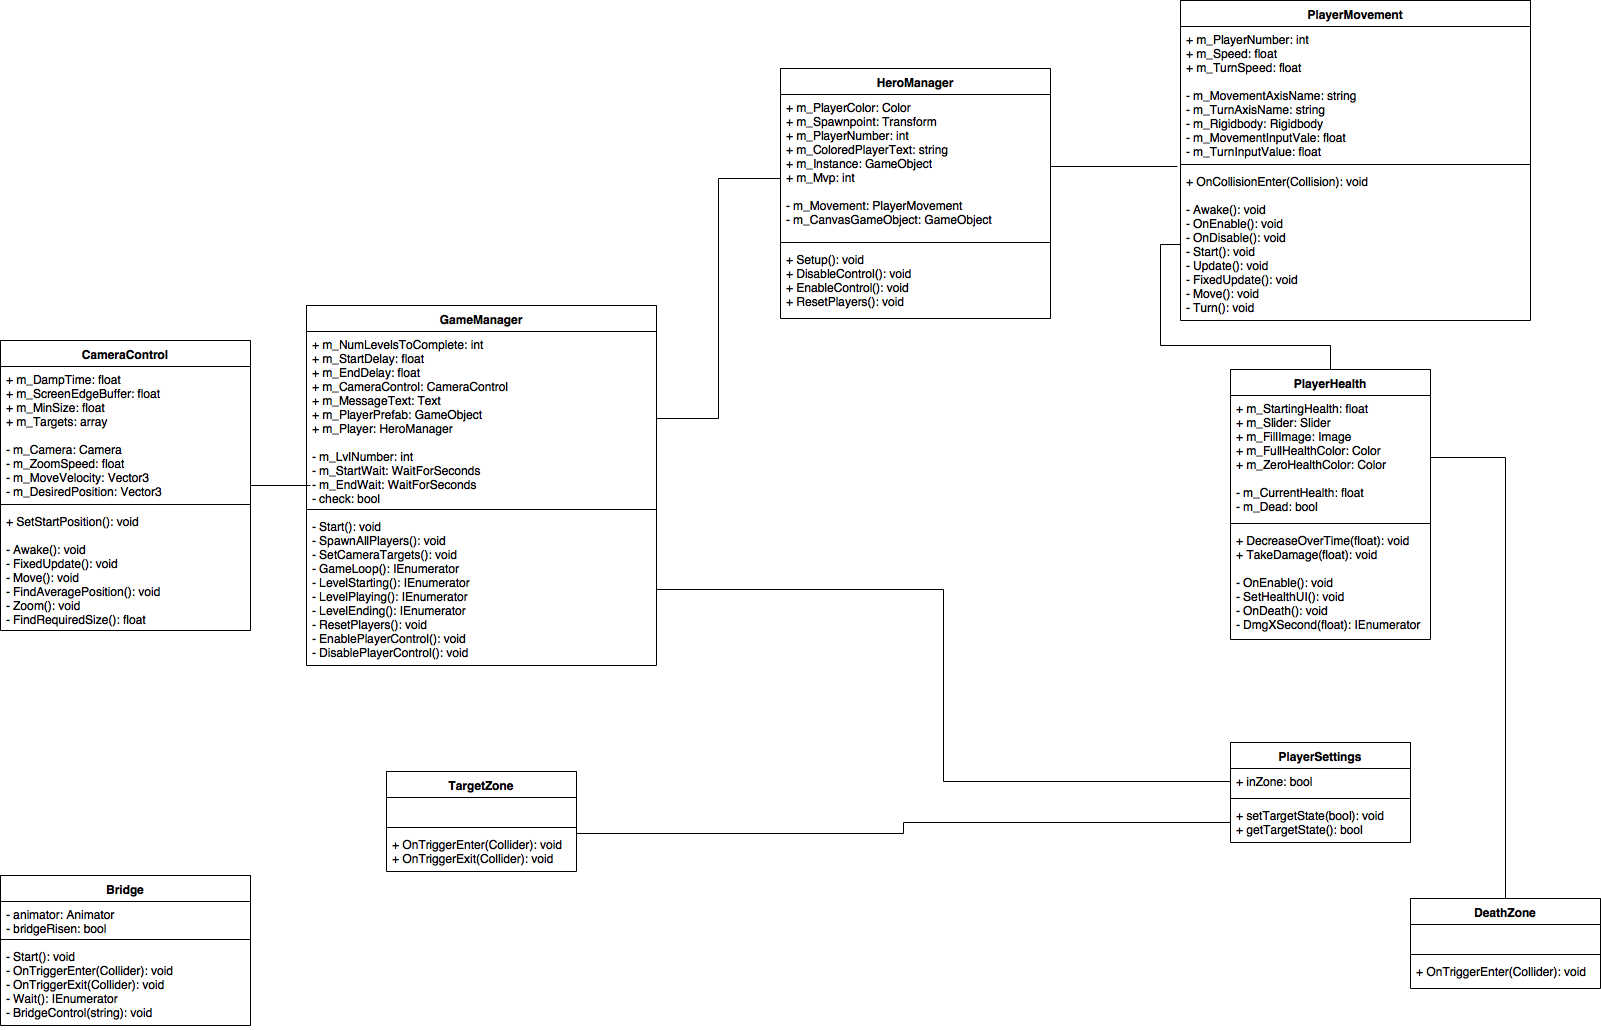 PlayerMovement
+ m_PlayerNumber: int
+ m_Speed: float
+ m_TurnSpeed: float
- m_MovementAxisName: string
- m_TurnAxisName: string
- m_Rigidbody: Rigidbody
- m_MovementInputVale: float
- m_TurnInputValue: float
+ OnCollisionEnter(Collision): void
- Awake(): void
- OnEnable(): void
- OnDisable(): void
- Start(): void
- Update(): void
- FixedUpdate(): void
- Move(): void
- Turn(): void
HeroManager
+ m_PlayerColor: Color
+ m_Spawnpoint: Transform
+ m_PlayerNumber: int
+ m_ColoredPlayerText: string
+ m_Instance: GameObject
+ m_Mvp: int
- m_Movement: PlayerMovement
- m_CanvasGameObject: GameObject
+ Setup(): void
+ DisableControl(): void
+ EnableControl(): void
+ ResetPlayers(): void
GameManager
+ m_NumLevelsToComplete: int
+ m_StartDelay: float
+ m_EndDelay: float
+ m_CameraControl: CameraControl
+ m_MessageText: Text
+ m_PlayerPrefab: GameObject
+ m_Player: HeroManager
- m_LvlNumber: int
- m_StartWait: WaitForSeconds
- m_EndWait: WaitForSeconds
- check: bool
- Start(): void
- SpawnAllPlayers(): void
- SetCameraTargets(): void
- GameLoop(): IEnumerator
- LevelStarting(): IEnumerator
- LevelPlaying(): IEnumerator
- LevelEnding(): IEnumerator
- ResetPlayers(): void
- EnablePlayerControl(): void
- DisablePlayerControl(): void
CameraControl
+ m_DampTime: float
+ m_ScreenEdgeBuffer: float
+ m_MinSize: float
+ m_Targets: array
- m_Camera: Camera
- m_ZoomSpeed: float
- m_MoveVelocity: Vector3
- m_DesiredPosition: Vector3
+ SetStartPosition(): void
- Awake(): void
- FixedUpdate(): void
- Move(): void
- FindAveragePosition(): void
- Zoom(): void
- FindRequiredSize(): float
PlayerHealth
+ m_StartingHealth: float
+ m_Slider: Slider
+ m_FillImage: Image
+ m_FullHealthColor: Color
+ m_ZeroHealthColor: Color
- m_CurrentHealth: float
- m_Dead: bool
+ DecreaseOverTime(float): void
+ TakeDamage(float): void
- OnEnable(): void
- SetHealthUI(): void
- OnDeath(): void
- DmgXSecond(float): IEnumerator
PlayerSettings
+ inZone: bool
+ setTargetState(bool): void
+ getTargetState(): bool
TargetZone
+ OnTriggerEnter(Collider): void
+ OnTriggerExit(Collider): void
Bridge
- animator: Animator
- bridgeRisen: bool
- Start(): void
- OnTriggerEnter(Collider): void
- OnTriggerExit(Collider): void
- Wait(): IEnumerator
- BridgeControl(string): void
DeathZone
+ OnTriggerEnter(Collider): void